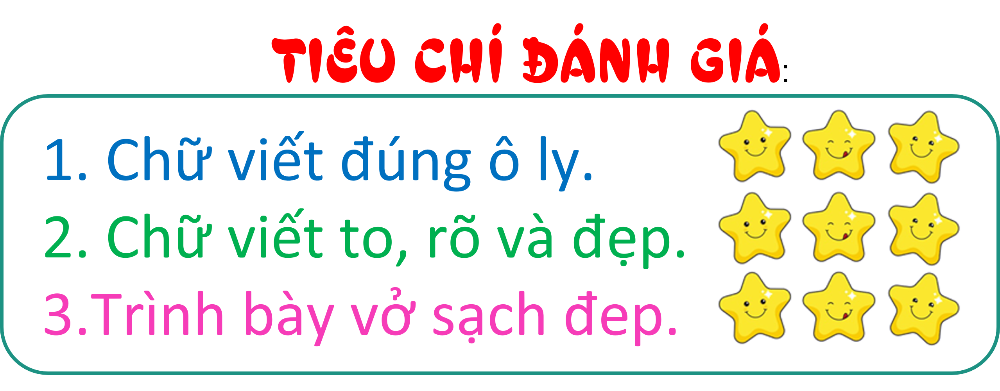 TIÊU CHÍ ĐÁNH GIÁ:
1. Chữ viết đúng ô ly.
2. Chữ viết to, rõ và đẹp.
3.Trình bày vở sạch đep.